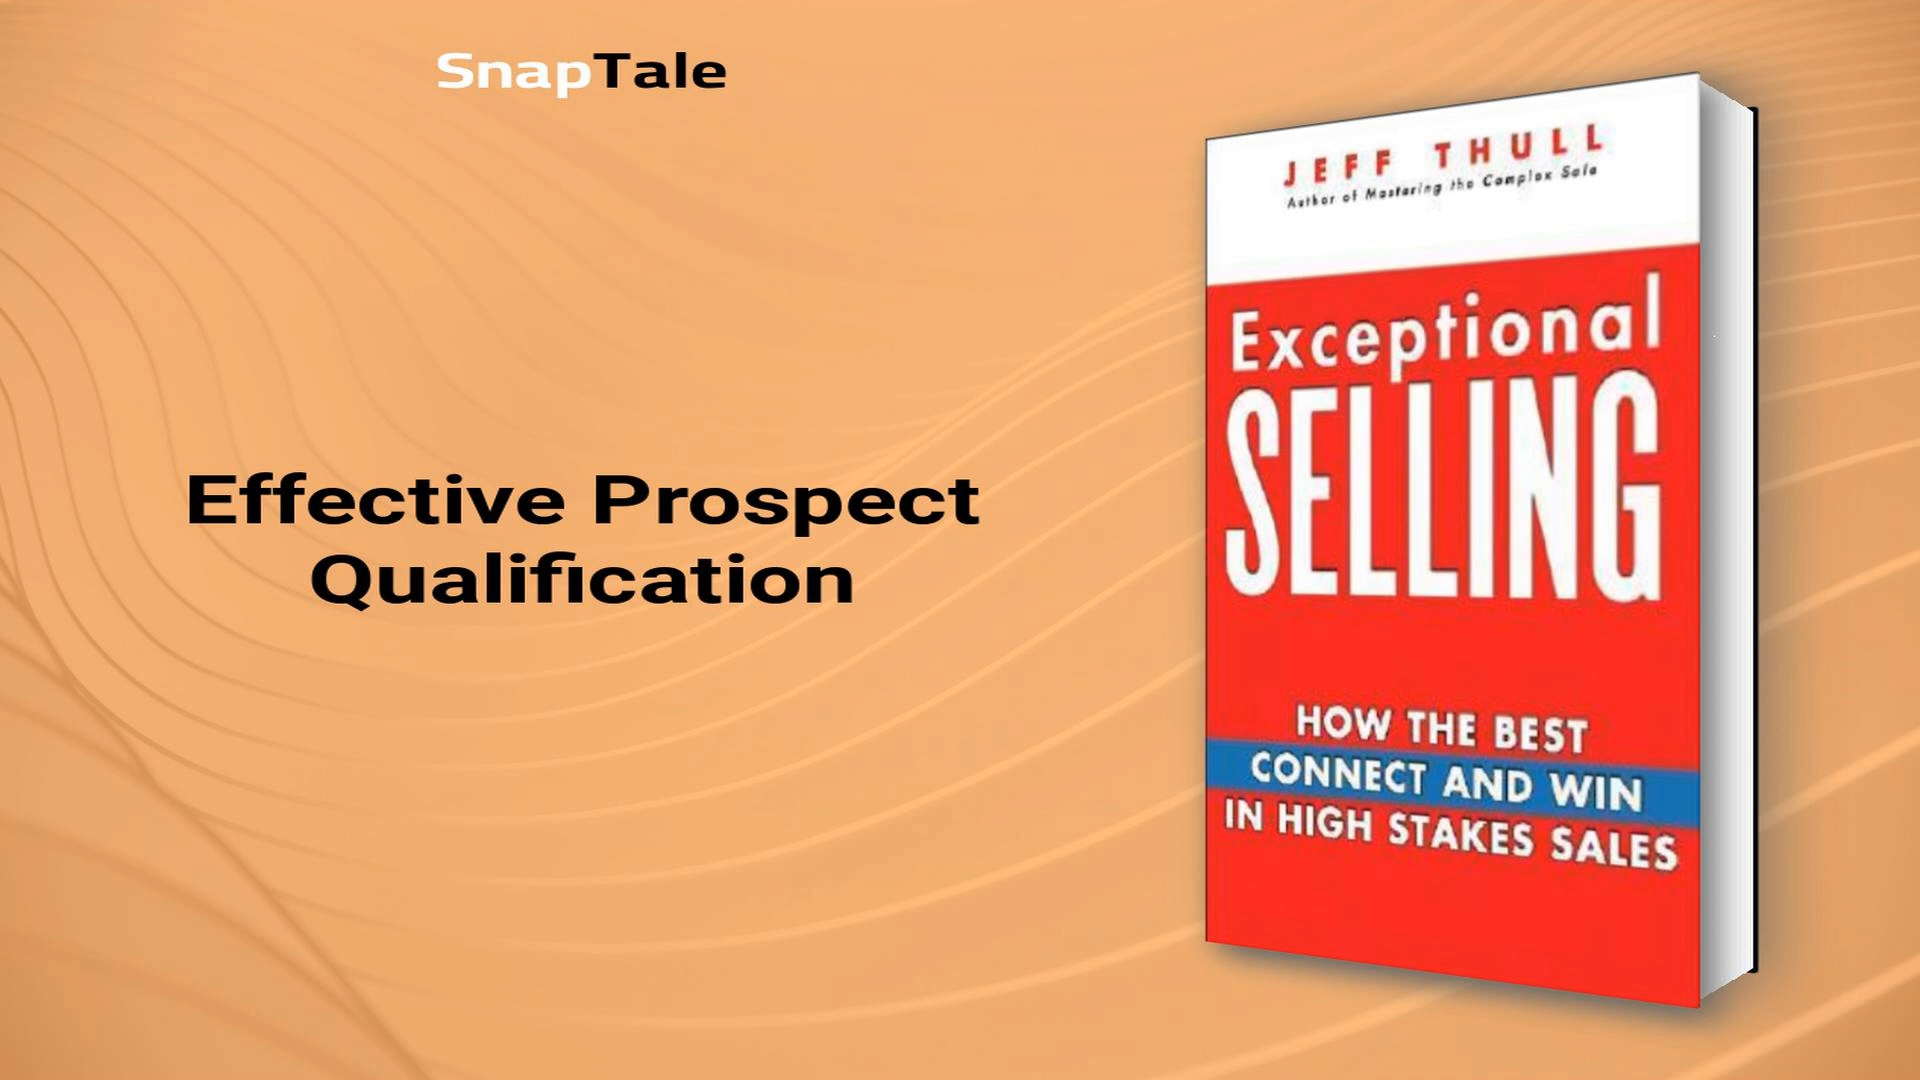 SnapTale
Effective Prospect
Qualification
JEFF THULL
Author of Mastering the Complex Sale
Exceptional
SELLING
HOW THE BEST
CONNECT AND WIN
IN HIGH STAKES SALES